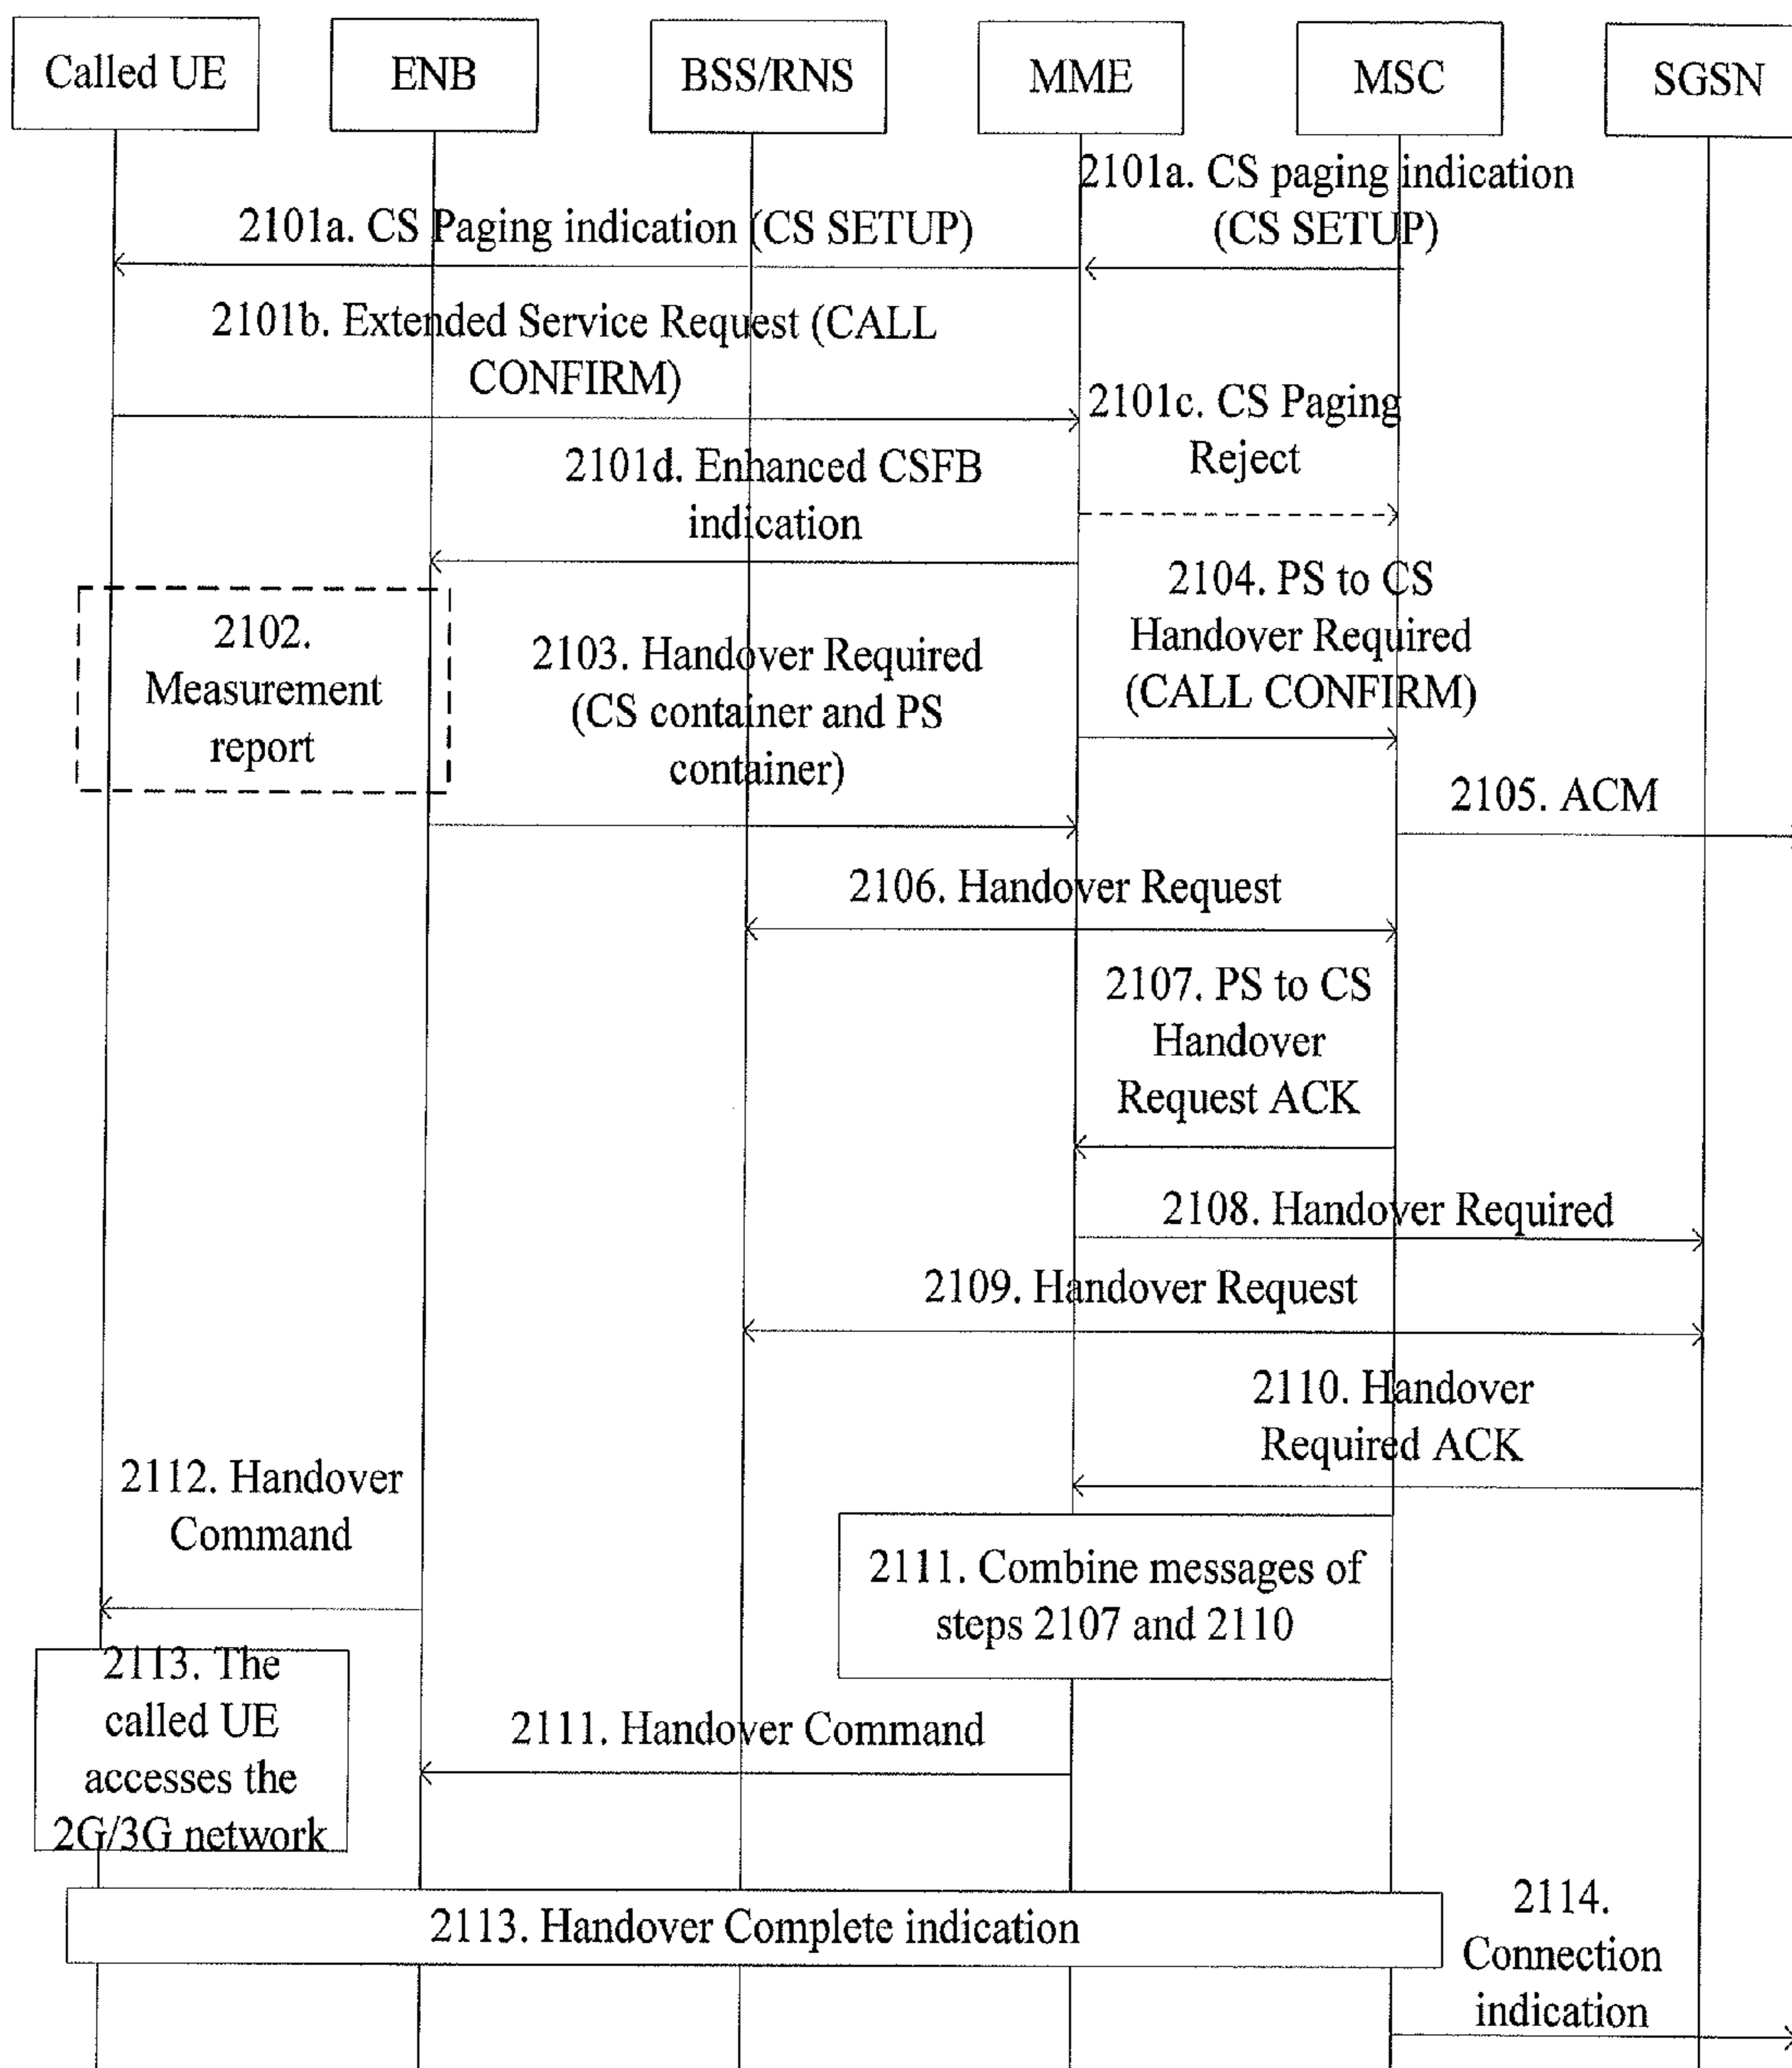 Called UE
ENB
BSS/RNS
MME
MSC
SGSN
2101a. CS paging indication
(CS SETUP)
2101a. CS Paging indication (CS SETUP)
2101b. Extended Service Request (CALL
CONFIRM)
2101c. CS Paging
Reject
2101d. Enhanced CSFB
indication
2102.
Measurement
report
2103. Handover Required
(CS container and PS
container)
2104. PS to CS
Handover Required
(CALL CONFIRM)
2105. ACM
2106. Handover Request
2107. PS to CS
Handover
Request ACK
2108. Handover Required
2109. Handover Request
2110. Handover
Required ACK
2112. Handover
Command
2111. Combine messages of
steps 2107 and 2110
2113. The
called UE
accesses the
2G/3G network
2111. Handover Command
2113. Handover Complete indication
2114.
Connection
indication